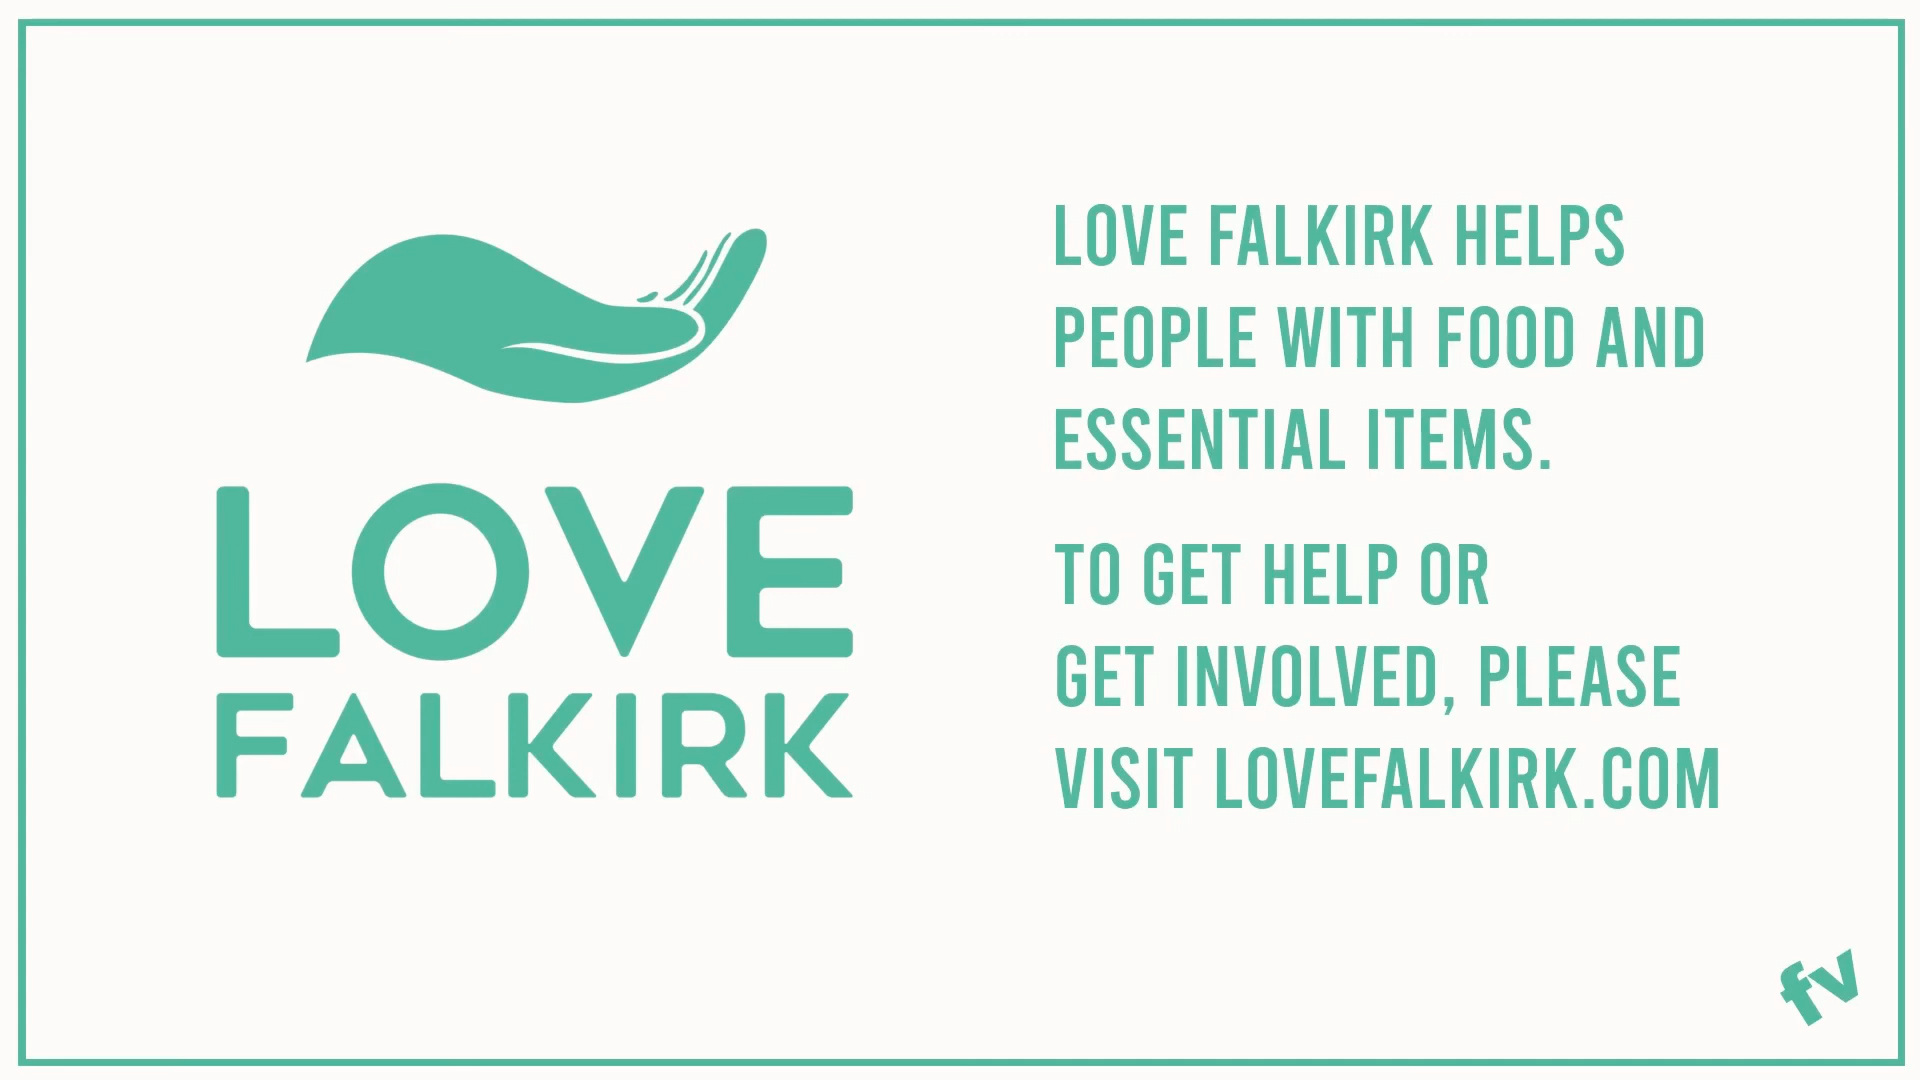 LOVE
FALKIRK
LOVE FALKIRK HELPS
PEOPLE WITH FOOD AND
ESSENTIAL ITEMS.
TO GET HELP OR
GET INVOLVED, PLEASE
VISIT LOVEFALKIRK.COM
fv